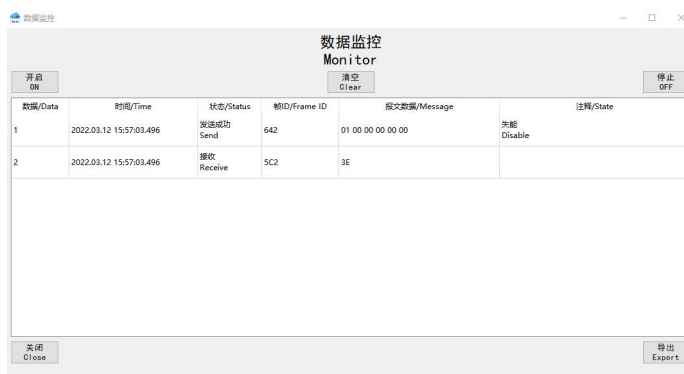 数据监控
数据监控
Monitor
开启
ON
清空
Clear
停止
OFF
数据/Data 时间/Time 状态/Status 帧ID/Frame ID 报文数据/Message 注释/State
1 2022.03.12 15:57:03.496 发送成功 Send 642 01 00 00 00 00 00 失能 Disable
2 2022.03.12 15:57:03.496 接收 Receive 5C2 3E
关闭
Close
导出
Export